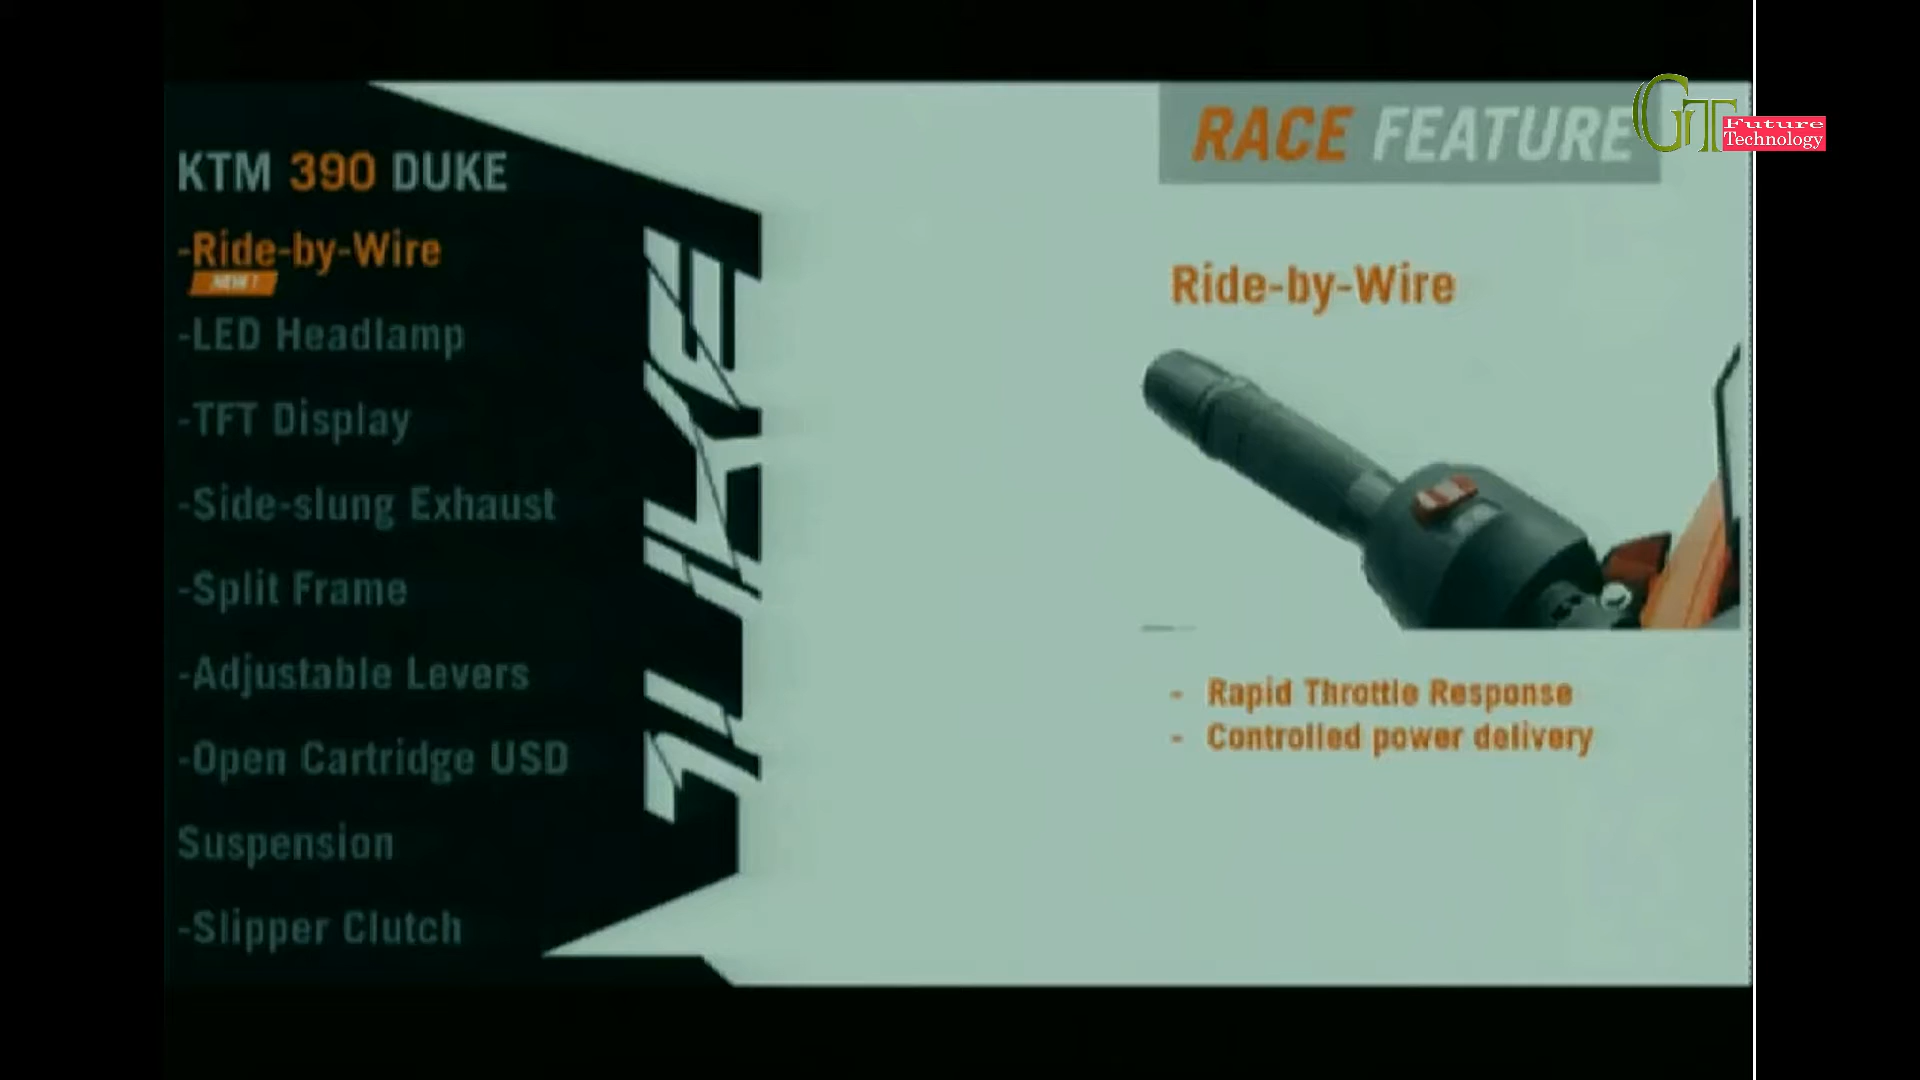 KTM 390 DUKE
-Ride-by-Wire
NEW !
-LED Headlamp
-TFT Display
-Side-slung Exhaust
-Split Frame
-Adjustable Levers
-Open Cartridge USD
Suspension
-Slipper Clutch
RACE FEATURE
Ride-by-Wire
- Rapid Throttle Response
- Controlled power delivery
GT
Future
Technology